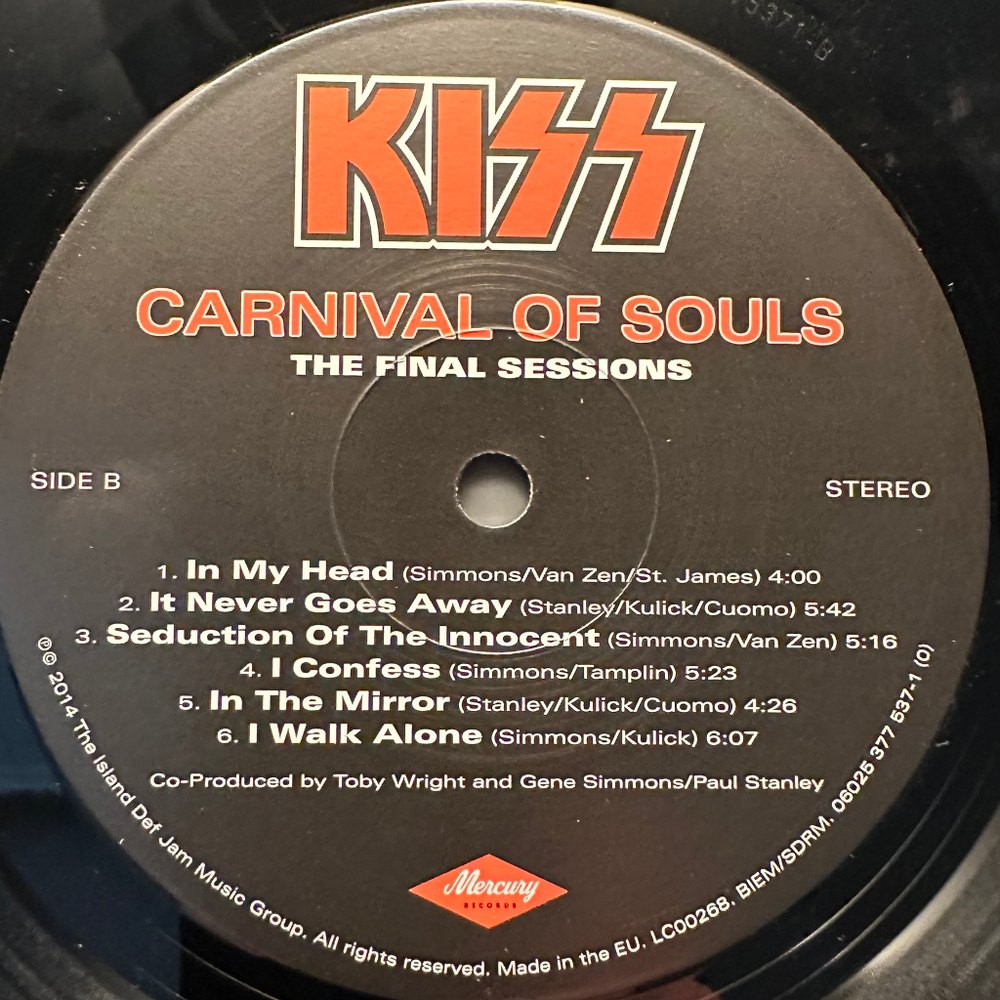 KISS
CARNIVAL OF SOULS
THE FINAL SESSIONS
SIDE B
STEREO
1. In My Head (Simmons/Van Zen/St. James) 4:00
2. It Never Goes Away (Stanley/Kulick/Cuomo) 5:42
3. Seduction Of The Innocent (Simmons/Van Zen) 5:16
4. I Confess (Simmons/Tamplin) 5:23
5. In The Mirror (Stanley/Kulick/Cuomo) 4:26
6. I Walk Alone (Simmons/Kulick) 6:07
Co-Produced by Toby Wright and Gene Simmons/Paul Stanley
Mercury
RECORDS
℗© 2014 The Island Def Jam Music Group. All rights reserved. Made in the EU. LC00268. BIEM/SDRM. 06025 377 537-1 (0)